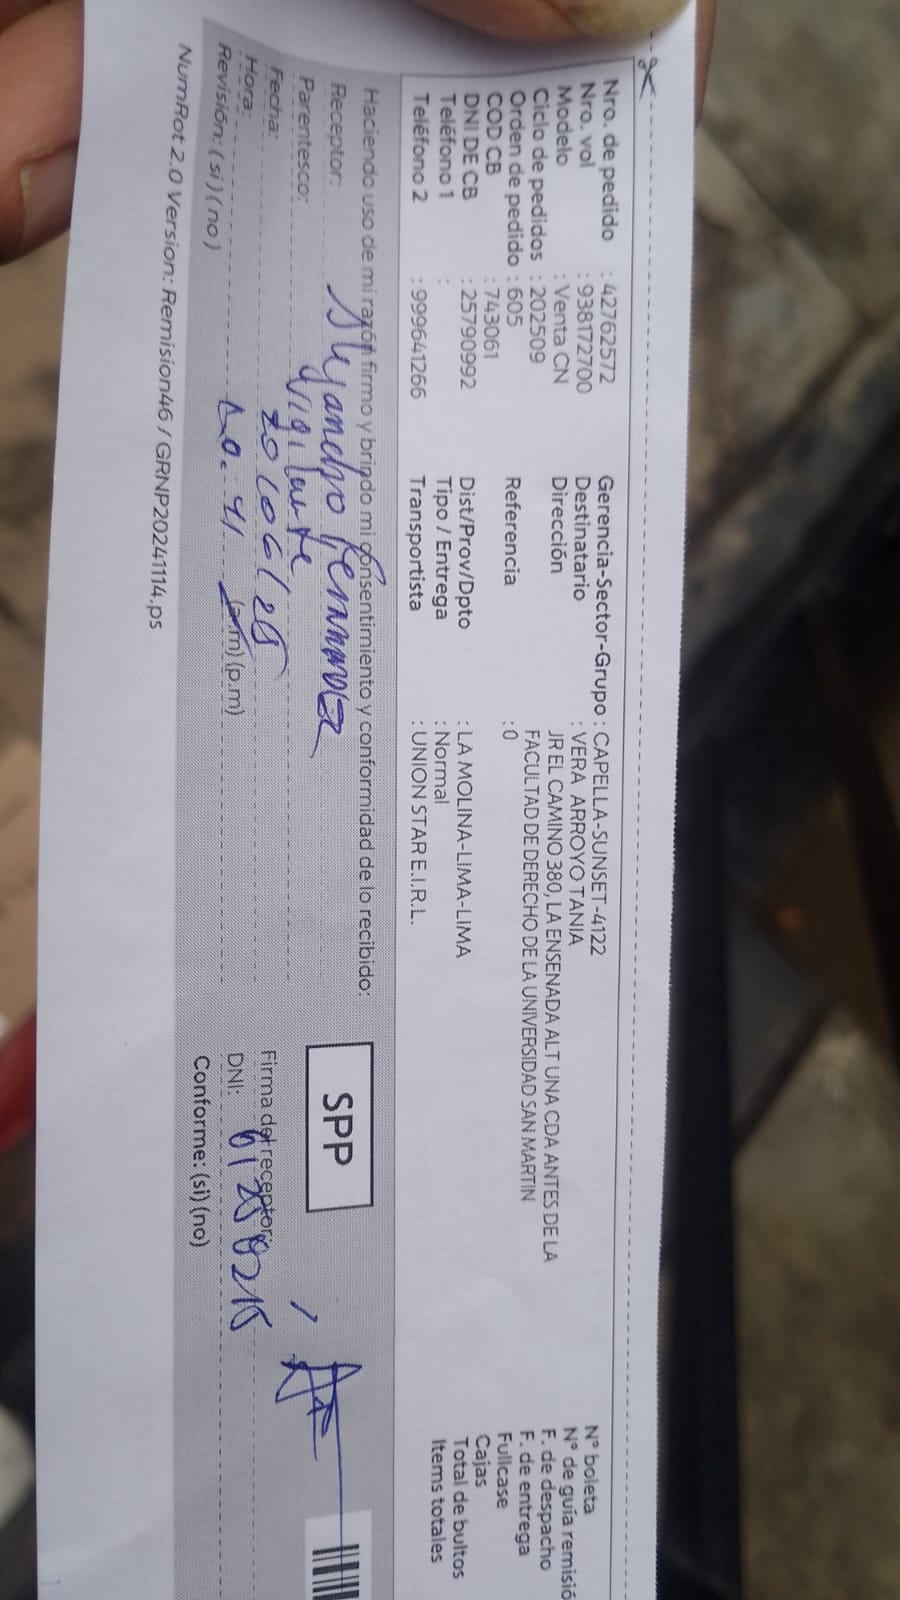 Nro. de pedido : 42762572
Nro. vol : 938172700
Modelo : Venta CN
Ciclo de pedidos : 202509
Orden de pedido : 605
COD CB : 743061
DNI DE CB : 25790992
Teléfono 1 :
Teléfono 2 : 999641266
Gerencia-Sector-Grupo : CAPELLA-SUNSET-4122
Destinatario : VERA ARROYO TANIA
Dirección JR EL CAMINO 380, LA ENSENADA ALT UNA CDA ANTES DE LA
FACULTAD DE DERECHO DE LA UNIVERSIDAD SAN MARTIN
Referencia : 0
Dist/Prov/Dpto : LA MOLINA-LIMA-LIMA
Tipo / Entrega : Normal
Transportista : UNION STAR E.I.R.L.
N° boleta
N° de guía remisió
F. de despacho
F. de entrega
Fullcase
Cajas
Total de bultos
Items totales
Haciendo uso de mi razón firmo y brindo mi consentimiento y conformidad de lo recibido:
Receptor:
Parentesco: Vigilante
Fecha: 20/06/25
Hora: 10.41 (a.m) (p.m)
Revisión: (si) (no)
SPP
Firma del receptor:
DNI:
Conforme: (si) (no)
NumRot 2.0 Version: Remision46 / GRNP20241114.ps